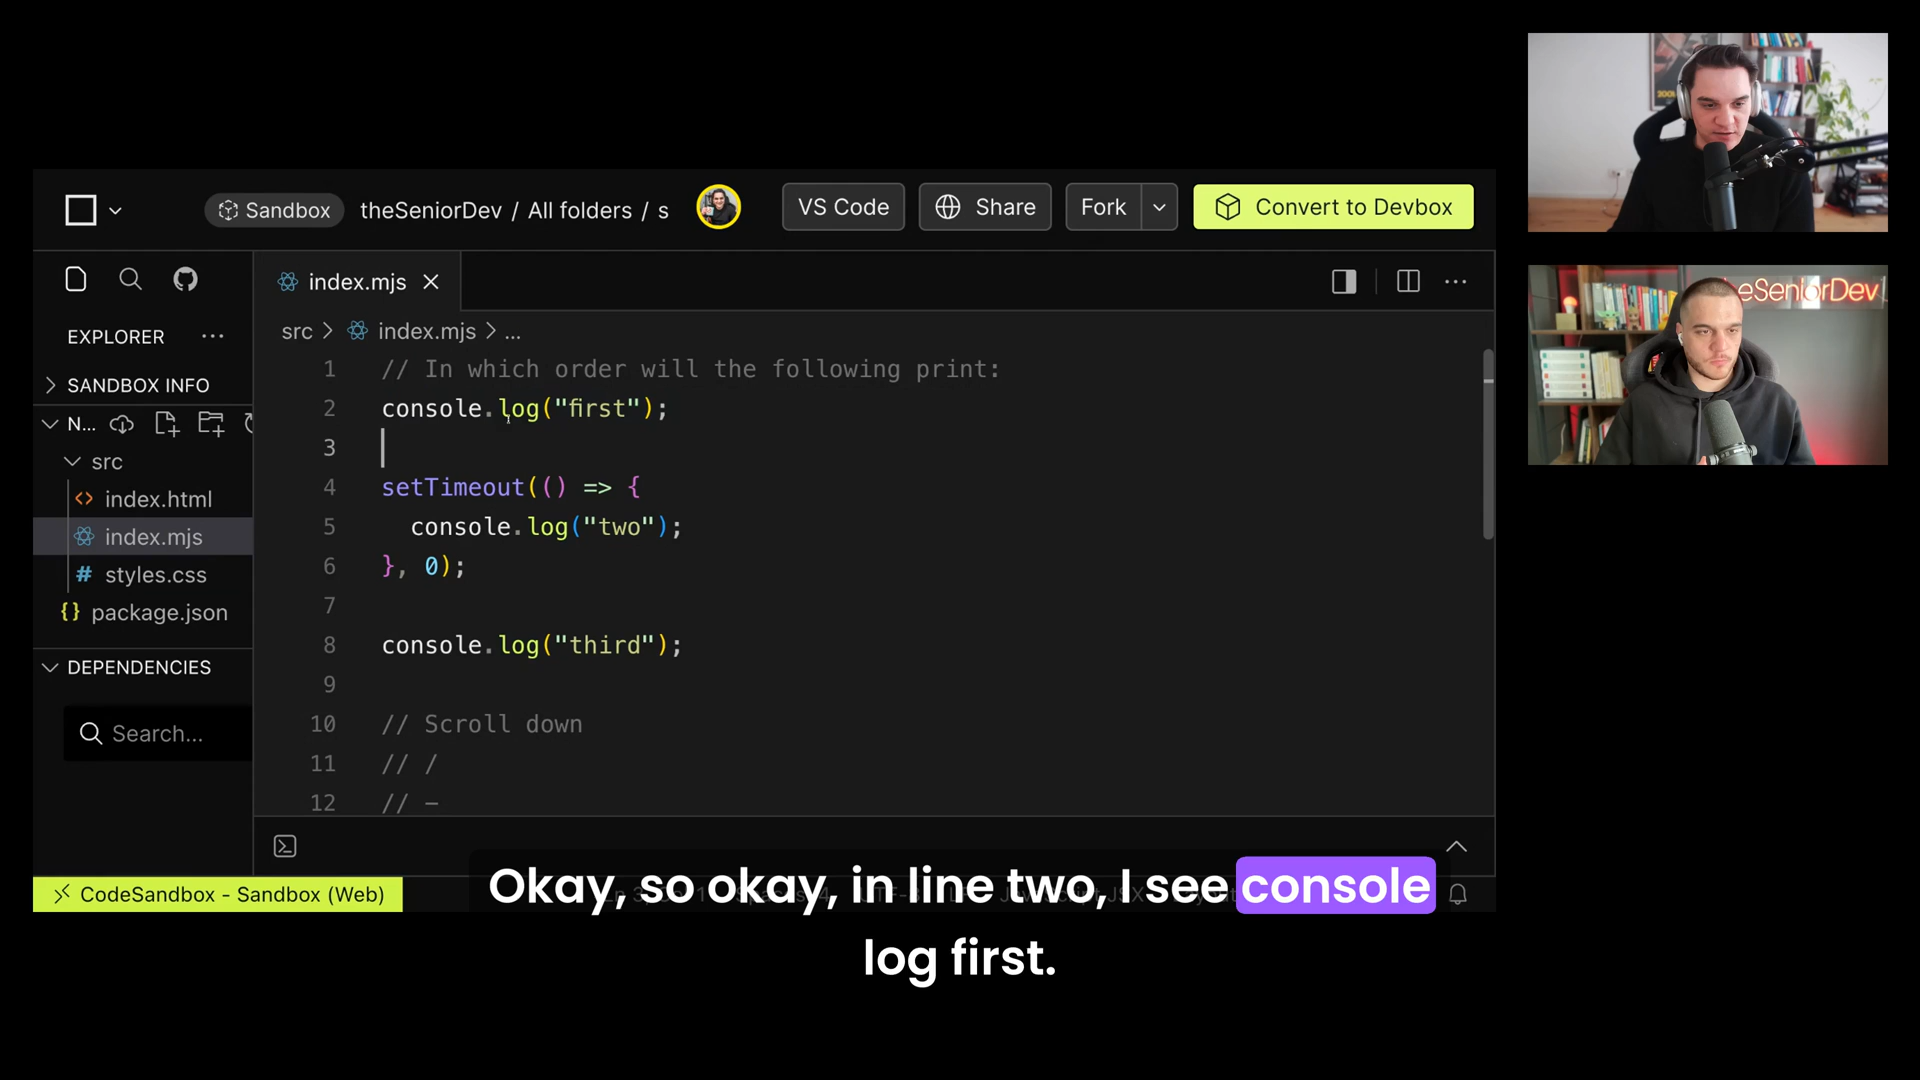 Sandbox theSeniorDev / All folders / s VS Code Share Fork Convert to Devbox
index.mjs
EXPLORER ...
src > index.mjs > ...
SANDBOX INFO
N...
src
index.html
index.mjs
styles.css
package.json
DEPENDENCIES
Search...
1 // In which order will the following print:
2 console.log("first");
3
4 setTimeout(() => {
5 console.log("two");
6 }, 0);
7
8 console.log("third");
9
10 // Scroll down
11 // /
12 // –
CodeSandbox - Sandbox (Web)
Okay, so okay, in line two, I see console
log first.
theSeniorDev